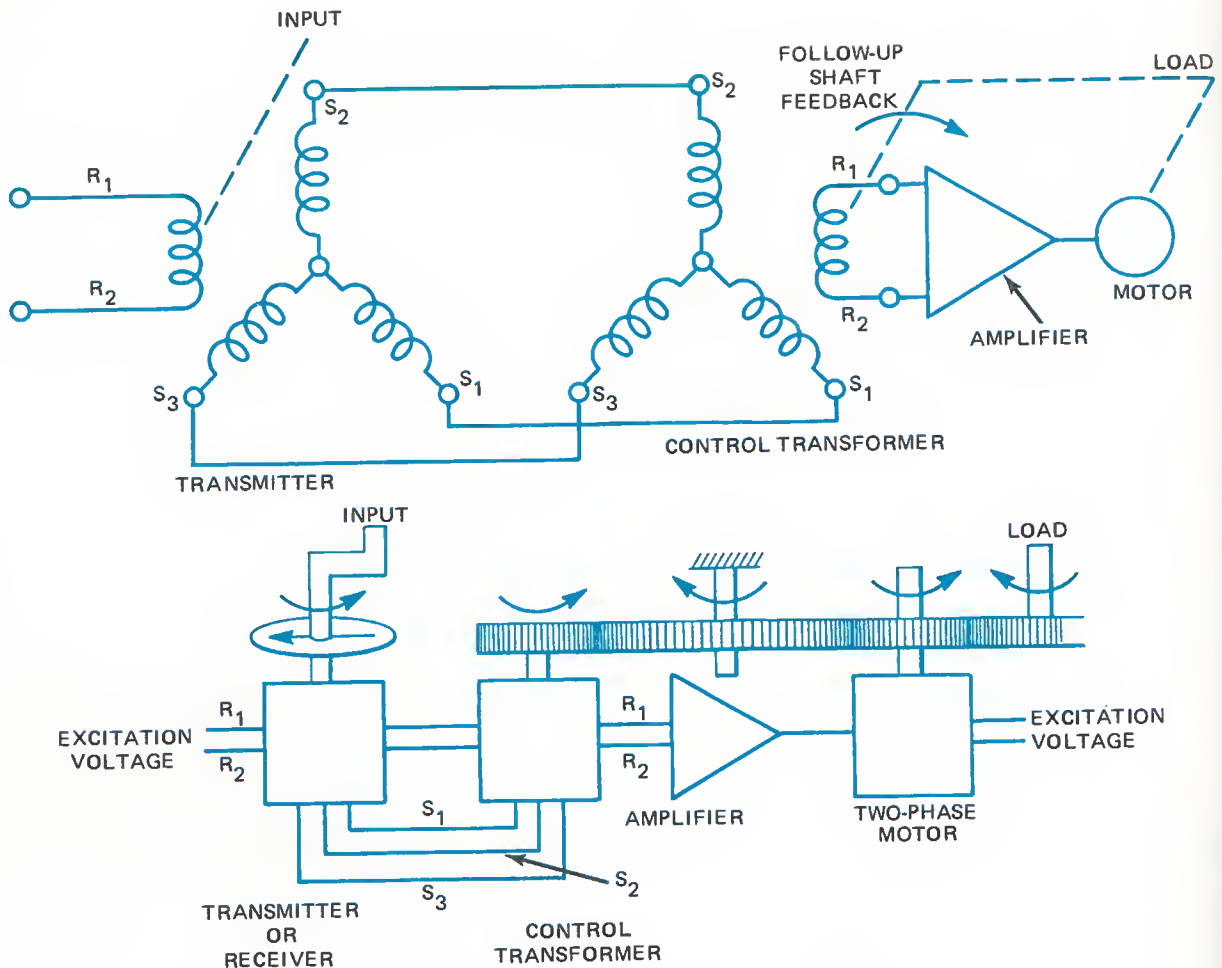 INPUT
FOLLOW-UP
SHAFT
FEEDBACK
LOAD
S2
S2
R1
R1
R2
R2
MOTOR
AMPLIFIER
S3
S1
S3
S1
CONTROL TRANSFORMER
TRANSMITTER
INPUT
LOAD
R1
R1
EXCITATION
VOLTAGE
EXCITATION
VOLTAGE
R2
R2
S1
AMPLIFIER
TWO-PHASE
MOTOR
S2
S3
TRANSMITTER
OR
RECEIVER
CONTROL
TRANSFORMER